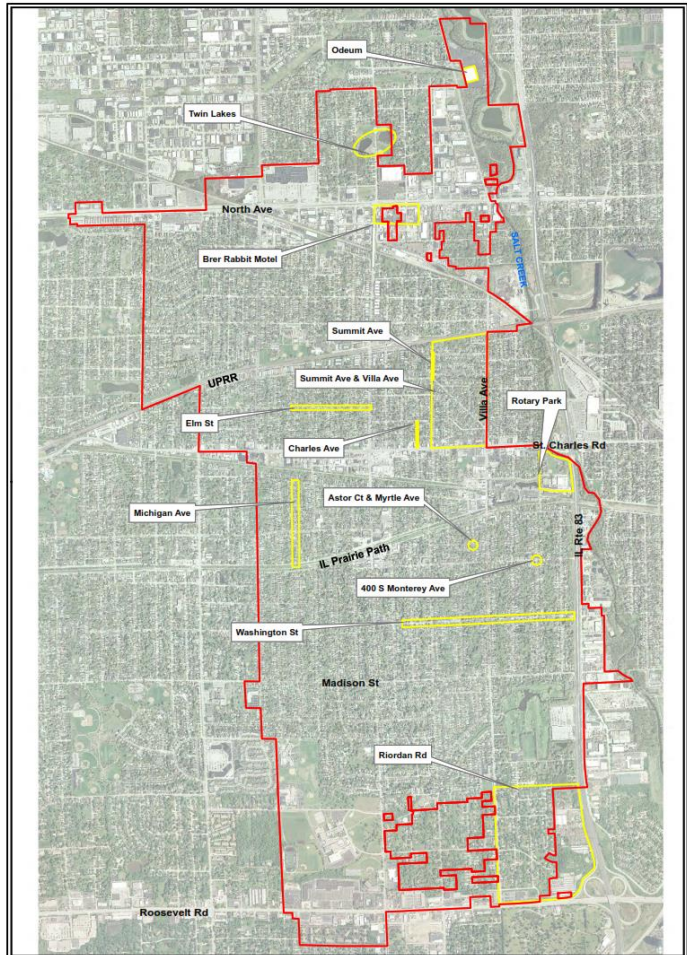 Odeum
Twin Lakes
North Ave
Brer Rabbit Motel
SALT CREEK
Summit Ave
UPRR
Summit Ave & Villa Ave
Villa Ave
Rotary Park
Elm St
Charles Ave
St. Charles Rd
Michigan Ave
Astor Ct & Myrtle Ave
IL Rte 83
IL Prairie Path
400 S Monterey Ave
Washington St
Madison St
Riordan Rd
Roosevelt Rd